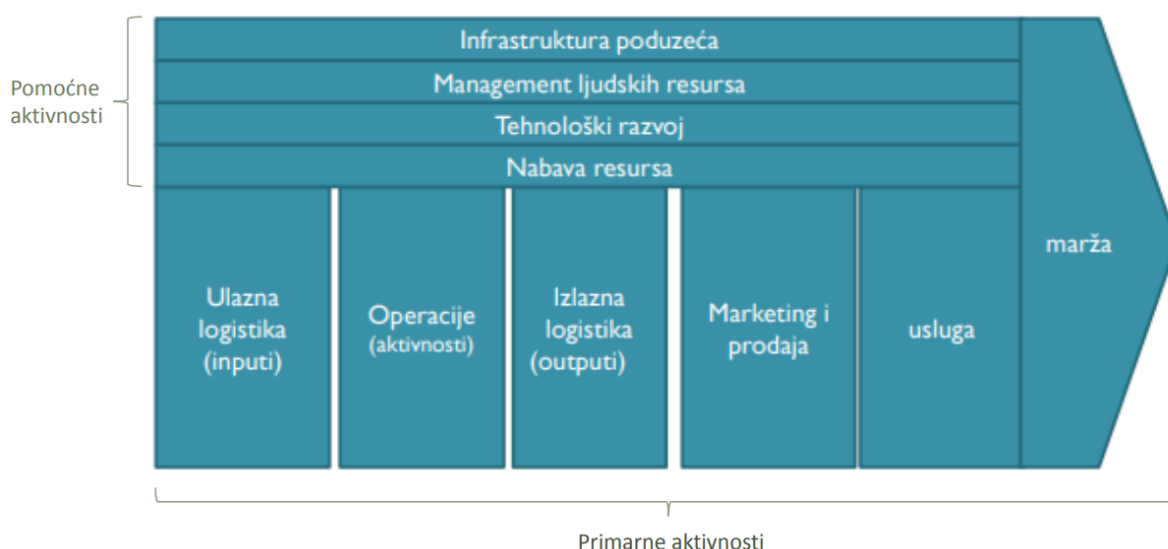 Infrastruktura poduzeća
Pomoćne
aktivnosti
Management ljudskih resursa
Tehnološki razvoj
Nabava resursa
Ulazna
logistika
(inputi)
Operacije
(aktivnosti)
Izlazna
logistika
(outputi)
Marketing i
prodaja
usluga
marža
Primarne aktivnosti